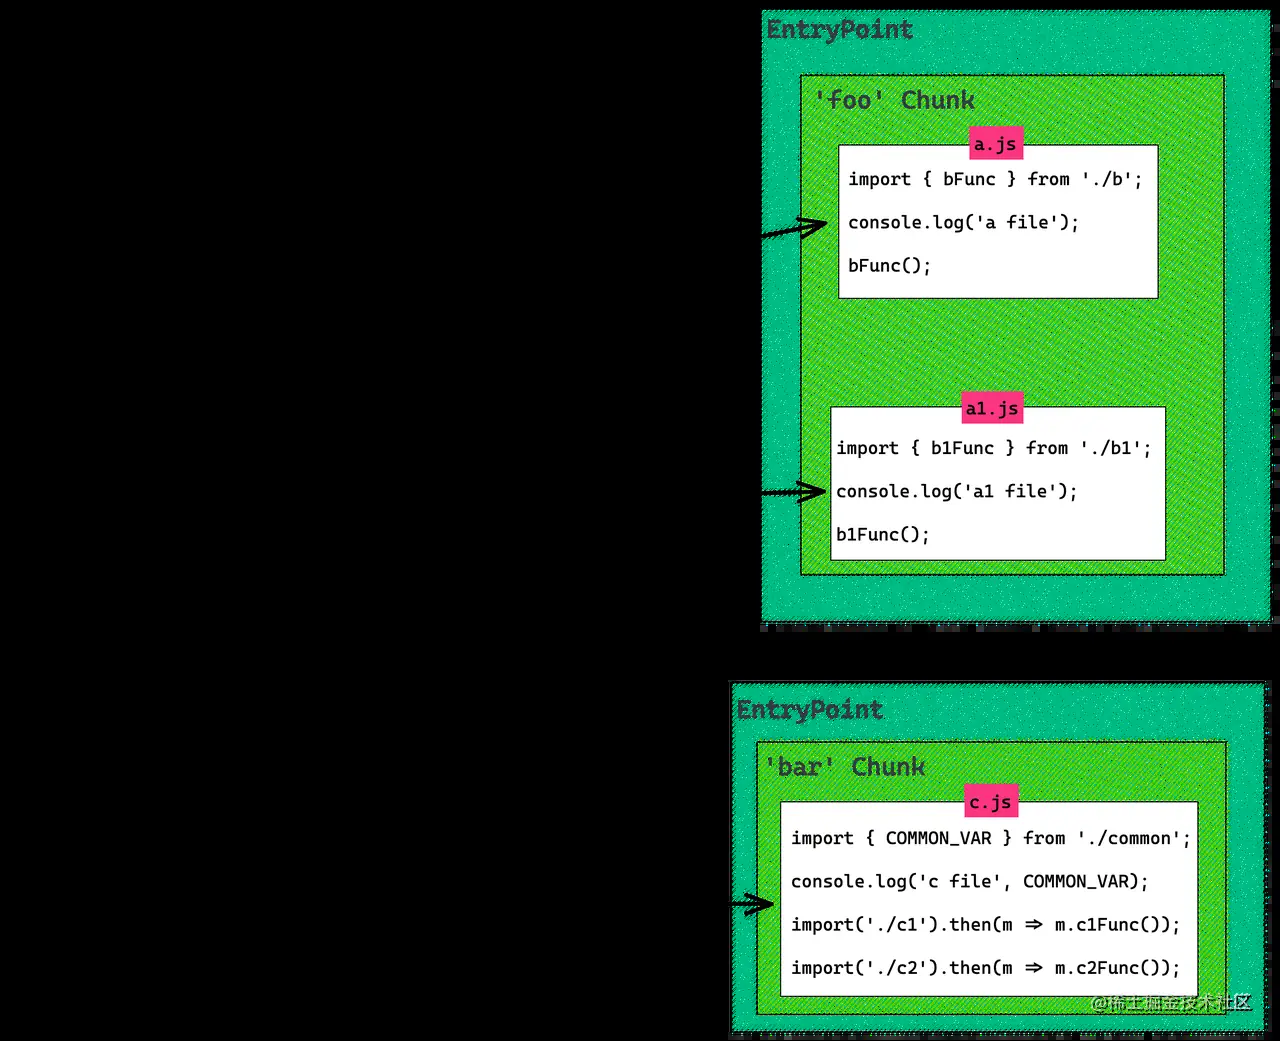 EntryPoint
'foo' Chunk
a.js
import { bFunc } from './b';
console.log('a file');
bFunc();
a1.js
import { b1Func } from './b1';
console.log('a1 file');
b1Func();
EntryPoint
'bar' Chunk
c.js
import { COMMON_VAR } from './common';
console.log('c file', COMMON_VAR);
import('./c1').then(m ⇒ m.c1Func());
import('./c2').then(m ⇒ m.c2Func());
@稀土掘金技术社区